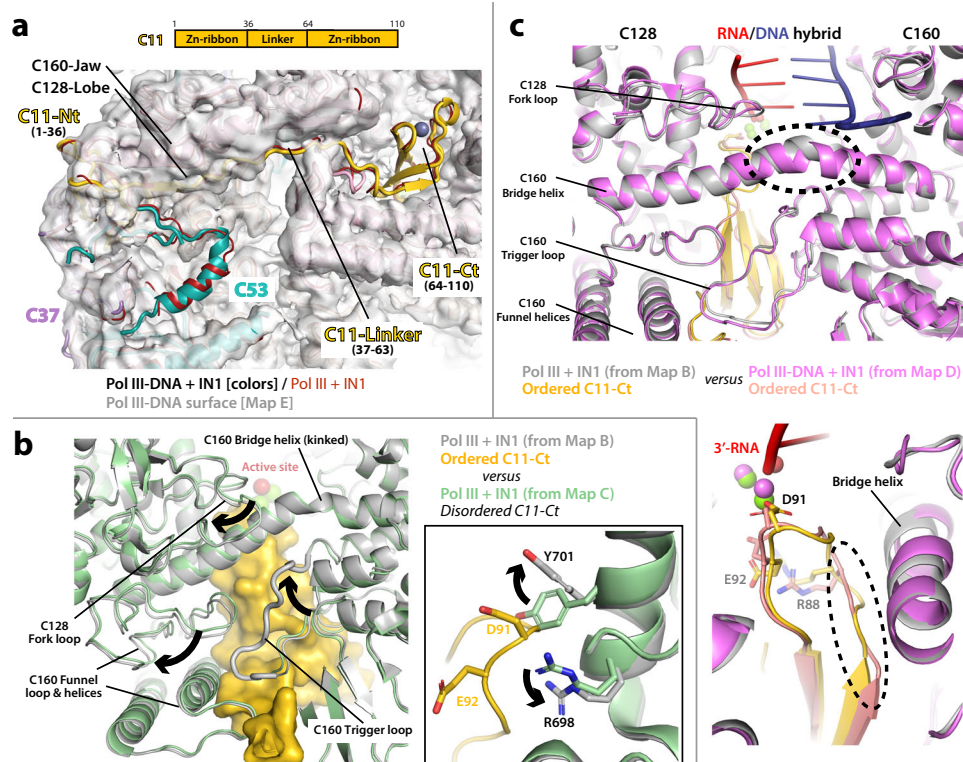 a
1 36 64 110
C11 Zn-ribbon Linker Zn-ribbon
C160-Jaw
C128-Lobe
C11-Nt
(1-36)
C37
C53
C11-Ct
(64-110)
C11-Linker
(37-63)
Pol III-DNA + IN1 [colors] / Pol III + IN1
Pol III-DNA surface [Map E]
b
C160 Bridge helix (kinked)
Active site
C128
Fork loop
C160 Funnel
loop & helices
C160 Trigger loop
Pol III + IN1 (from Map B)
Ordered C11-Ct
versus
Pol III + IN1 (from Map C)
Disordered C11-Ct
Y701
D91
E92
R698
c
C128 RNA/DNA hybrid C160
C128
Fork loop
C160
Bridge helix
C160
Trigger loop
C160
Funnel helices
Pol III + IN1 (from Map B) versus Pol III-DNA + IN1 (from Map D)
Ordered C11-Ct Ordered C11-Ct
3'-RNA
D91
Bridge helix
E92
R88